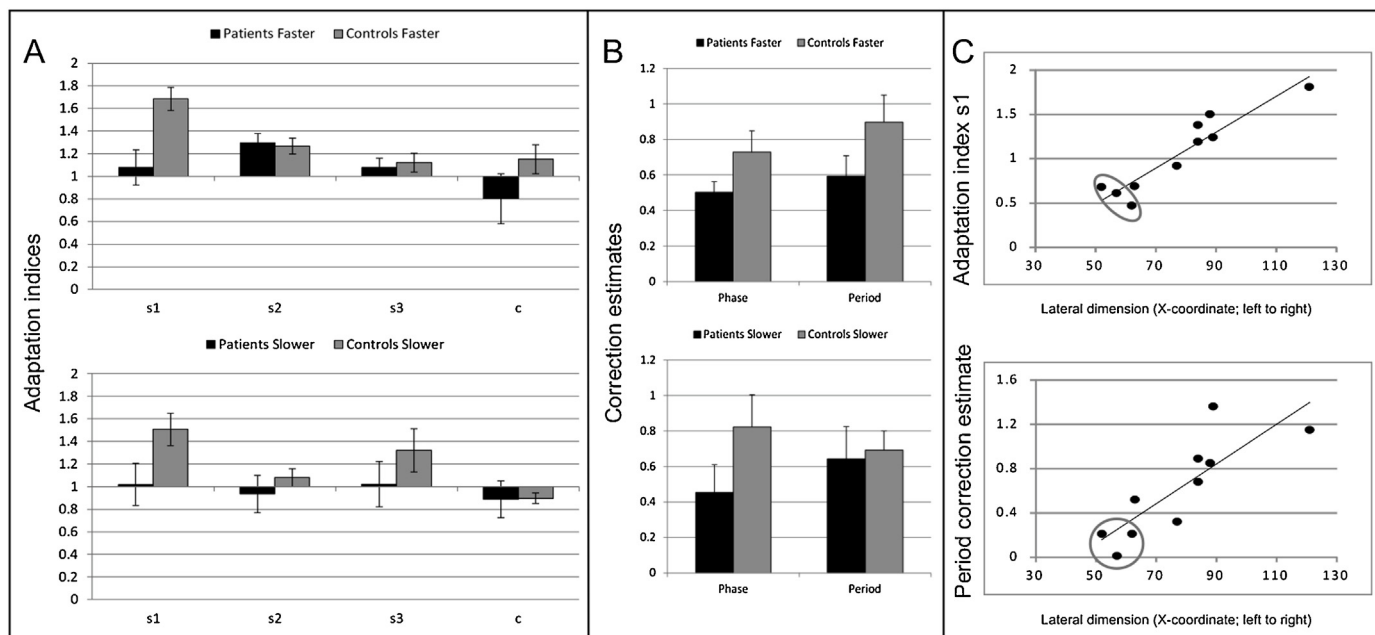 A
Patients Faster Controls Faster
Adaptation indices
2
1.8
1.6
1.4
1.2
1
0.8
0.6
0.4
0.2
0
s1 s2 s3 c
Patients Slower Controls Slower
2
1.8
1.6
1.4
1.2
1
0.8
0.6
0.4
0.2
0
s1 s2 s3 c
B
Patients Faster Controls Faster
Correction estimates
1.2
1
0.8
0.6
0.4
0.2
0
Phase Period
Patients Slower Controls Slower
1.2
1
0.8
0.6
0.4
0.2
0
Phase Period
C
Adaptation index s1
2
1.5
1
0.5
0
30 50 70 90 110 130
Lateral dimension (X-coordinate; left to right)
Period correction estimate
1.6
1.2
0.8
0.4
0
30 50 70 90 110 130
Lateral dimension (X-coordinate; left to right)